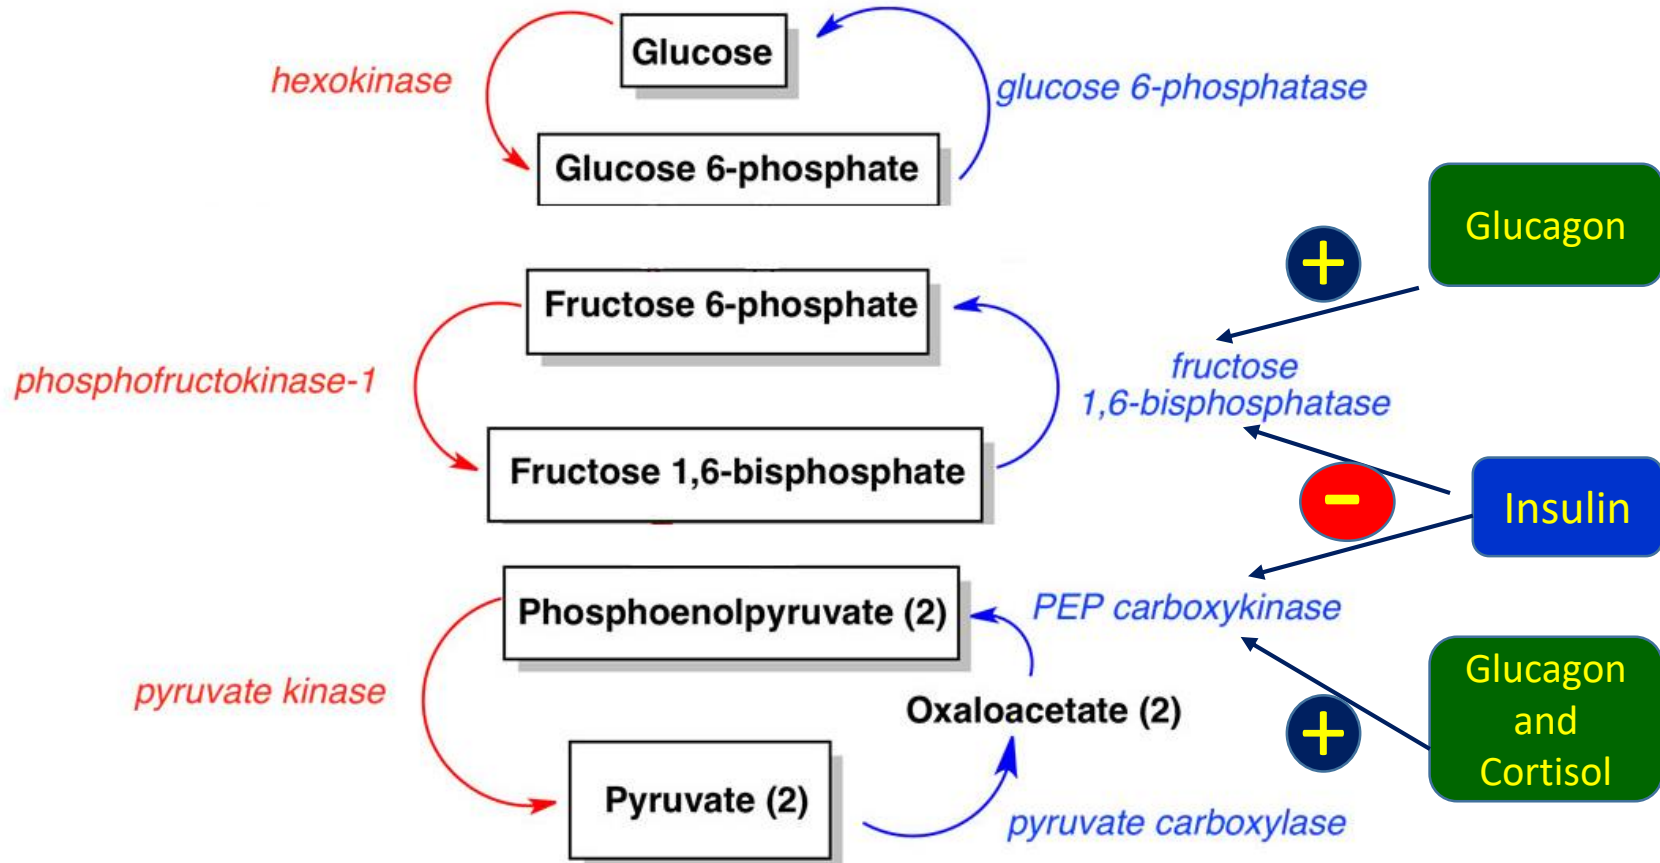 Glucose
hexokinase
glucose 6-phosphatase
Glucose 6-phosphate
Glucagon
+
Fructose 6-phosphate
phosphofructokinase-1
fructose
1,6-bisphosphatase
Fructose 1,6-bisphosphate
-
Insulin
Phosphoenolpyruvate (2)
PEP carboxykinase
pyruvate kinase
Oxaloacetate (2)
+
Glucagon
and
Cortisol
Pyruvate (2)
pyruvate carboxylase